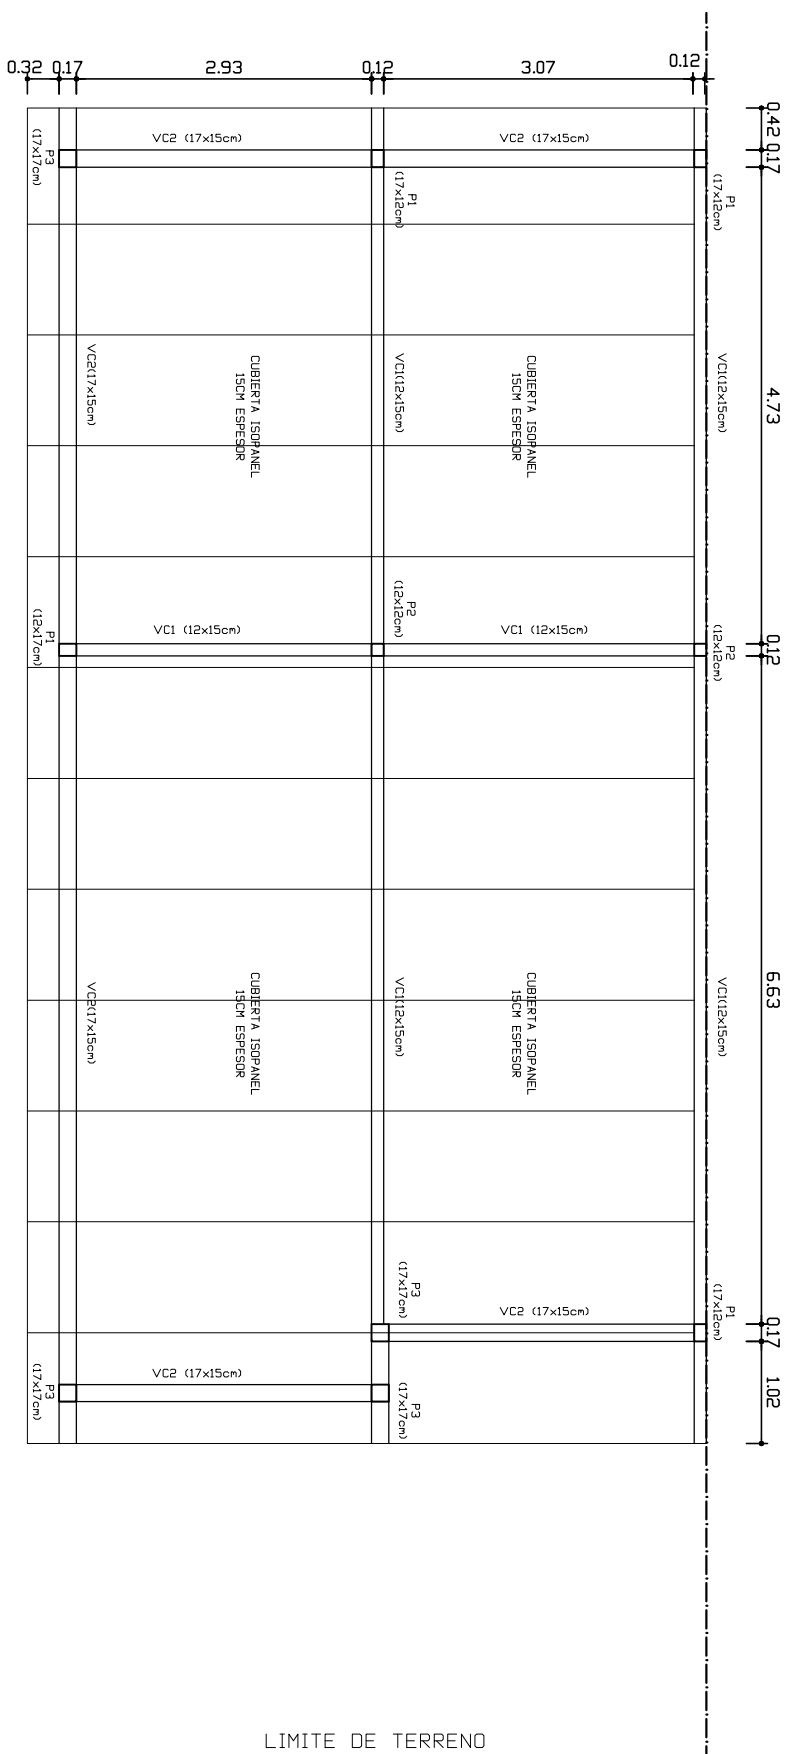 0.32 0.17 2.93 0.12 3.07 0.12
0.42 0.17
VC2 (17x15cm) VC2 (17x15cm)
P3
(17x17cm)
P1
(17x12cm)
P1
(17x12cm)
VC2(17x15cm)
CUBIERTA ISOPANEL
15CM ESPESOR
VC1(12x15cm)
CUBIERTA ISOPANEL
15CM ESPESOR
VC1(12x15cm)
4.73
P1
(12x17cm)
VC1 (12x15cm)
P2
(12x12cm)
VC1 (12x15cm)
P2
(12x12cm)
0.12
VC2(17x15cm)
CUBIERTA ISOPANEL
15CM ESPESOR
VC1(12x15cm)
CUBIERTA ISOPANEL
15CM ESPESOR
VC1(12x15cm)
6.63
P3
(17x17cm)
VC2 (17x15cm)
P1
(17x12cm)
0.17
P3
(17x17cm)
VC2 (17x15cm)
P3
(17x17cm)
1.02
LIMITE DE TERRENO